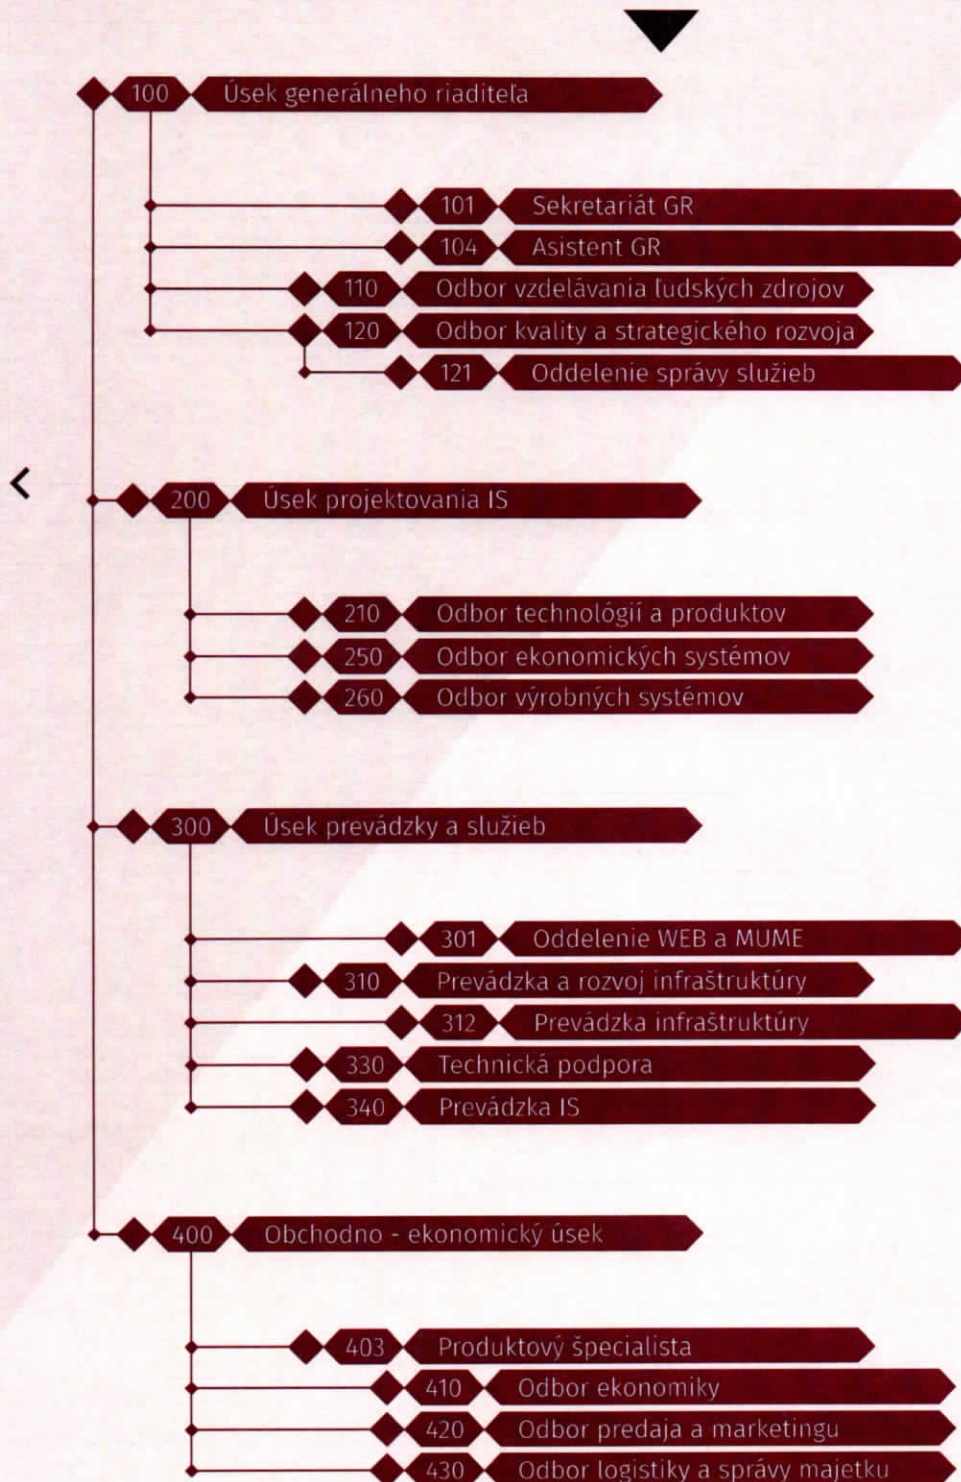 100 Úsek generálneho riaditeľa
101 Sekretariát GR
104 Asistent GR
110 Odbor vzdelávania ľudských zdrojov
120 Odbor kvality a strategického rozvoja
121 Oddelenie správy služieb
200 Úsek projektovania IS
210 Odbor technológií a produktov
250 Odbor ekonomických systémov
260 Odbor výrobných systémov
300 Úsek prevádzky a služieb
301 Oddelenie WEB a MUME
310 Prevádzka a rozvoj infraštruktúry
312 Prevádzka infraštruktúry
330 Technická podpora
340 Prevádzka IS
400 Obchodno - ekonomický úsek
403 Produktový špecialista
410 Odbor ekonomiky
420 Odbor predaja a marketingu
430 Odbor logistiky a správy majetku